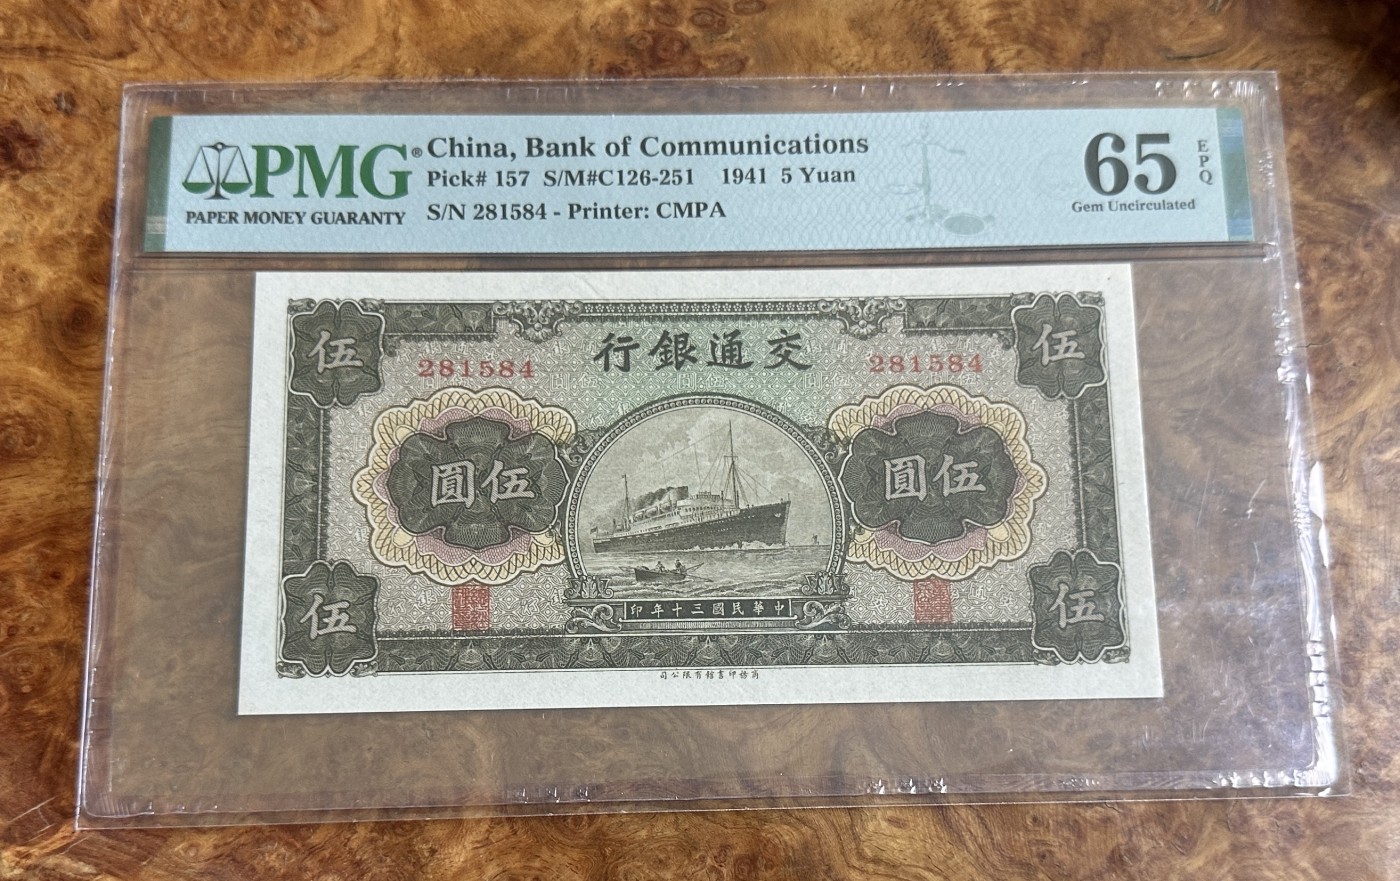 PMG®
PAPER MONEY GUARANTY
China, Bank of Communications
Pick# 157 S/M#C126-251 1941 5 Yuan
S/N 281584 - Printer: CMPA
65 EPQ
Gem Uncirculated
交通銀行
伍
伍
281584
281584
伍圓
伍圓
伍
伍
中華民國三十年印
商務印書館有限公司